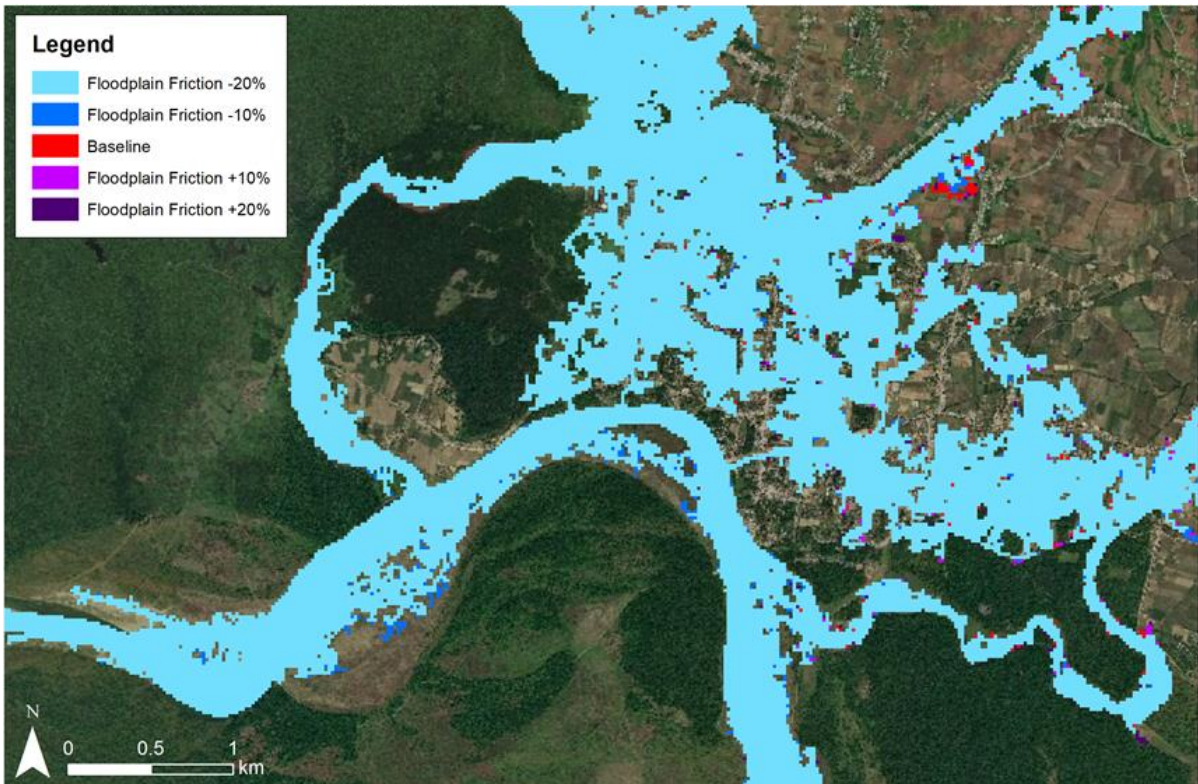 Legend
Floodplain Friction -20%
Floodplain Friction -10%
Baseline
Floodplain Friction +10%
Floodplain Friction +20%
N
0 0.5 1
km